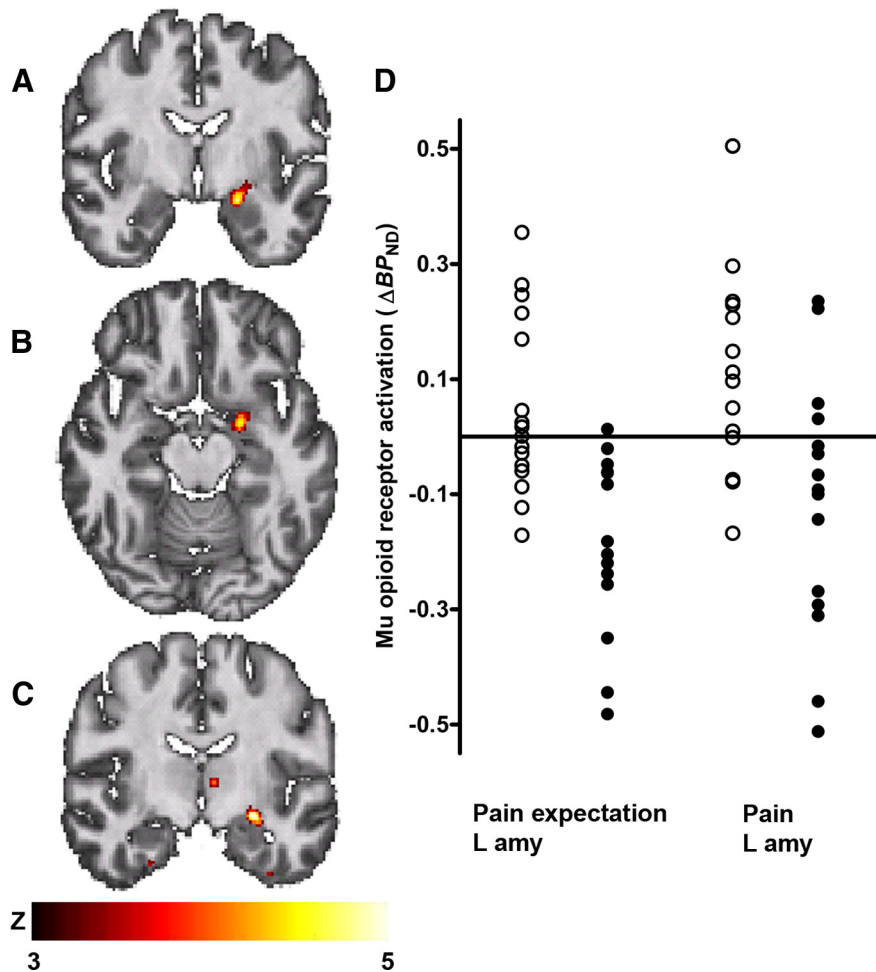 A
B
C
Z
3 5
D
Mu opioid receptor activation ( ΔBP_ND)
0.5
0.3
0.1
-0.1
-0.3
-0.5
Pain expectation
L amy
Pain
L amy